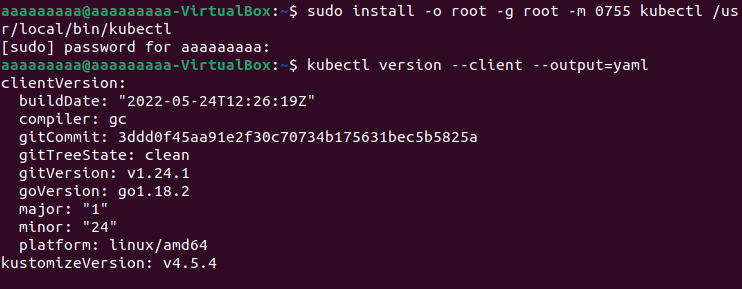 aaaaaaaaa@aaaaaaaaa-VirtualBox:~$ sudo install -o root -g root -m 0755 kubectl /us
r/local/bin/kubectl
[sudo] password for aaaaaaaaa:
aaaaaaaaa@aaaaaaaaa-VirtualBox:~$ kubectl version --client --output=yaml
clientVersion:
  buildDate: "2022-05-24T12:26:19Z"
  compiler: gc
  gitCommit: 3ddd0f45aa91e2f30c70734b175631bec5b5825a
  gitTreeState: clean
  gitVersion: v1.24.1
  goVersion: go1.18.2
  major: "1"
  minor: "24"
  platform: linux/amd64
kustomizeVersion: v4.5.4